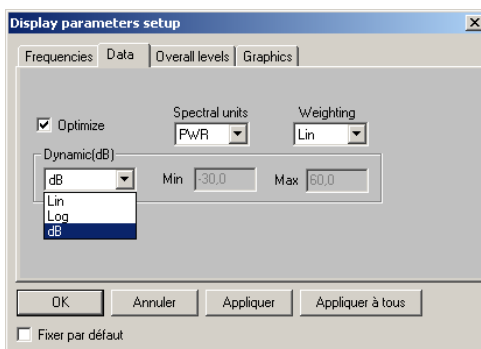 Display parameters setup
Frequencies Data Overall levels Graphics
Spectral units Weighting
Optimize PWR Lin
Dynamic(dB)
dB Min -30,0 Max 60,0
Lin
Log
dB
OK Annuler Appliquer Appliquer à tous
Fixer par défaut